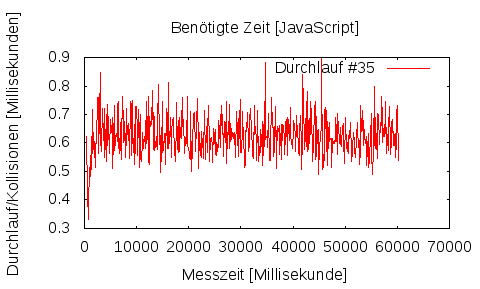 Benötigte Zeit [JavaScript]
Durchlauf/Kollisionen [Millisekunden]
0.9
0.8
0.7
0.6
0.5
0.4
0.3
Durchlauf #35
0 10000 20000 30000 40000 50000 60000 70000
Messzeit [Millisekunde]